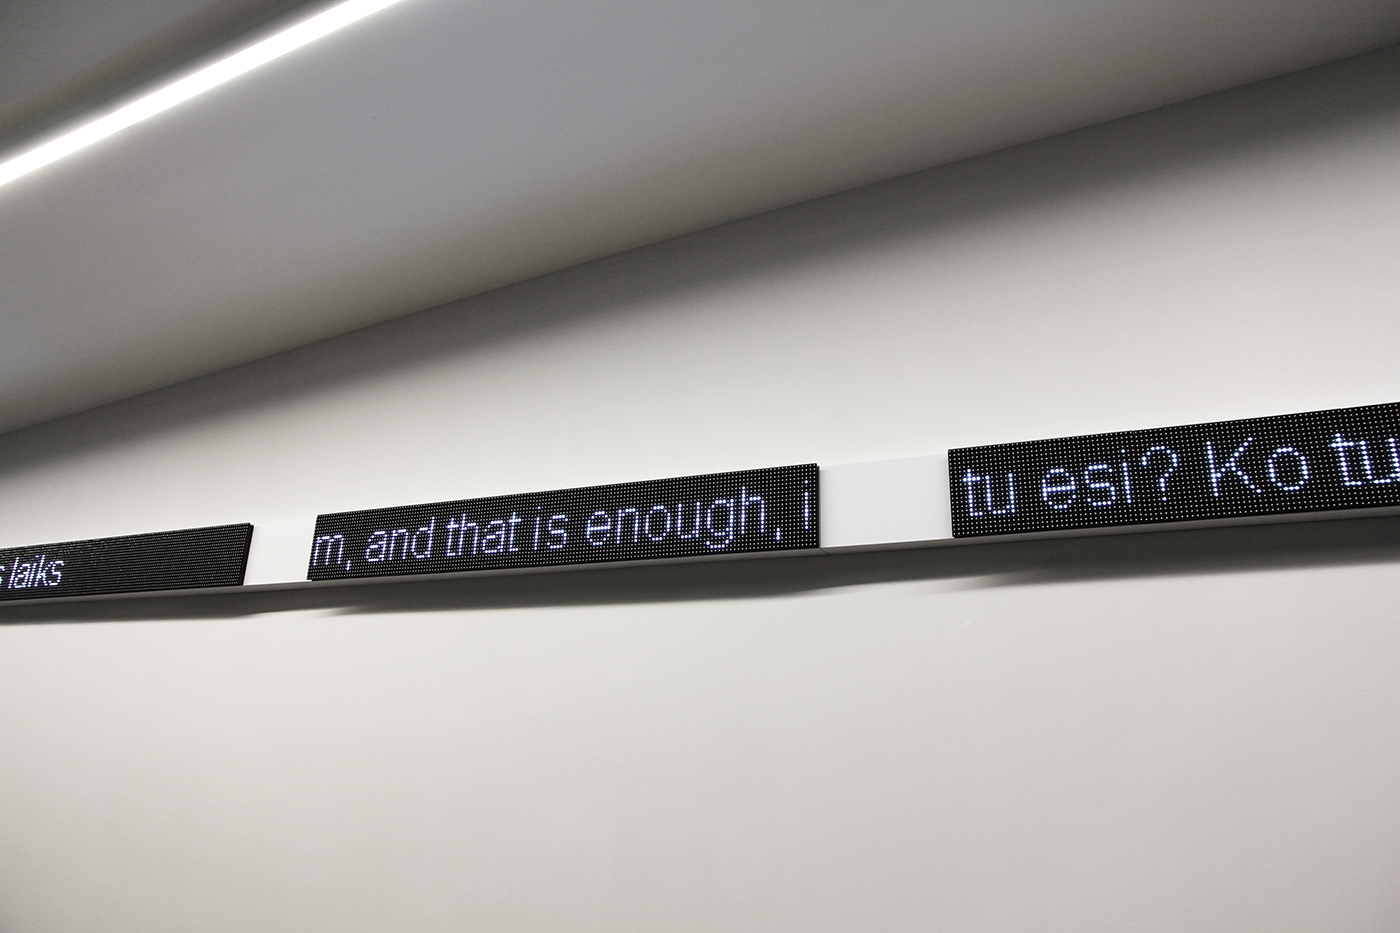 s laiks
m, and that is enough, i
tu esi? Ko tu